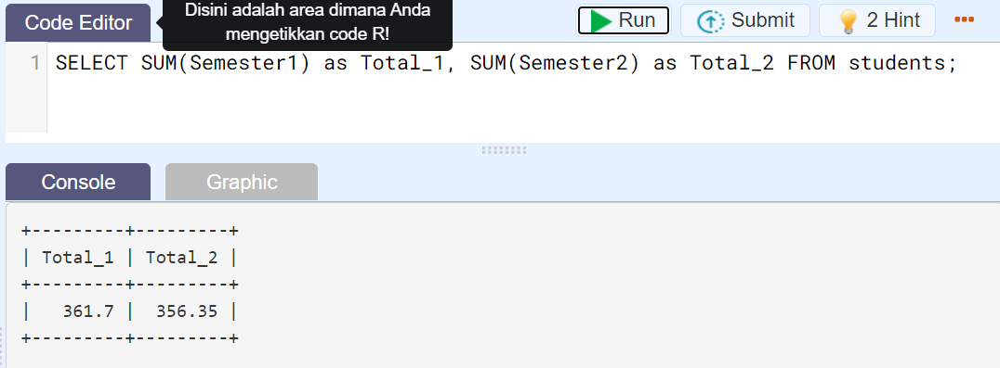 Code Editor
Disini adalah area dimana Anda
mengetikkan code R!
Run
Submit
2 Hint
1 SELECT SUM(Semester1) as Total_1, SUM(Semester2) as Total_2 FROM students;
Console
Graphic
+---------+---------+
| Total_1 | Total_2 |
+---------+---------+
|   361.7 |  356.35 |
+---------+---------+